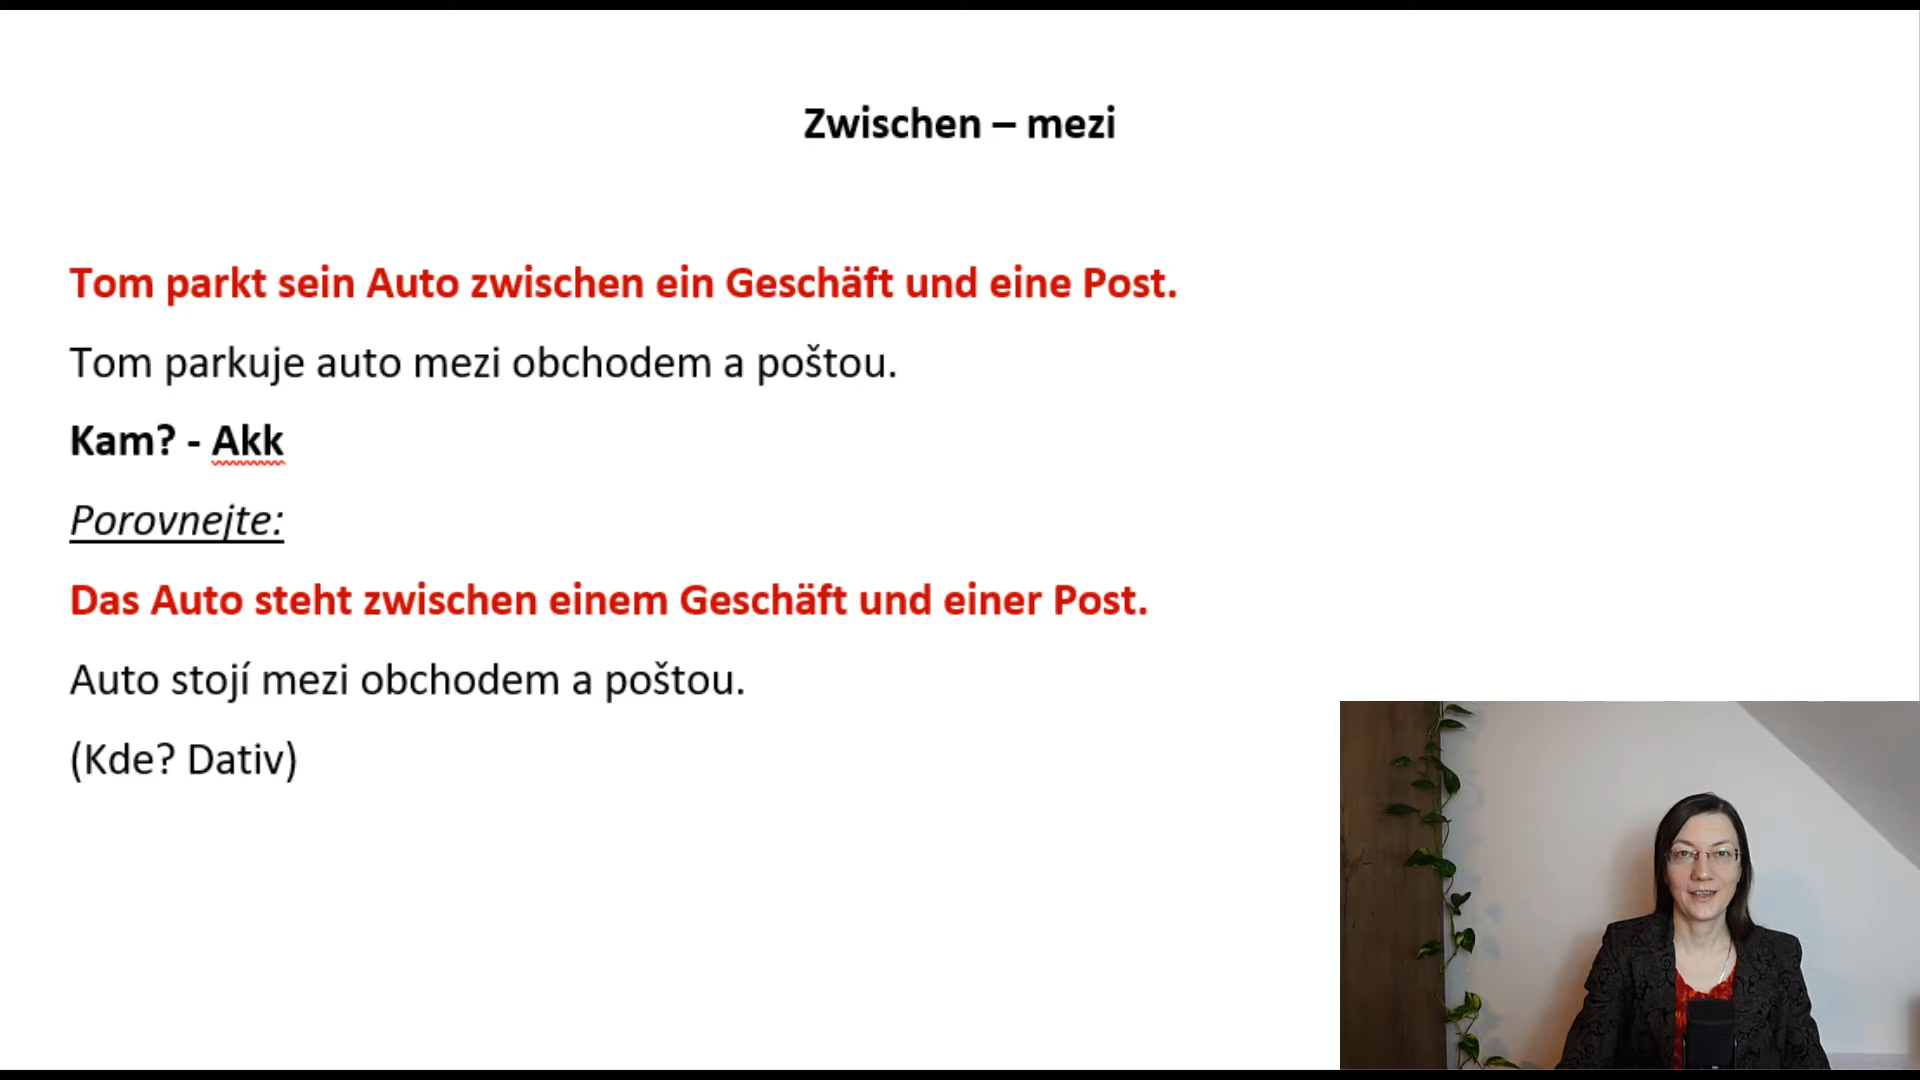 Zwischen – mezi
Tom parkt sein Auto zwischen ein Geschäft und eine Post.
Tom parkuje auto mezi obchodem a poštou.
Kam? - Akk
Porovnejte:
Das Auto steht zwischen einem Geschäft und einer Post.
Auto stojí mezi obchodem a poštou.
(Kde? Dativ)